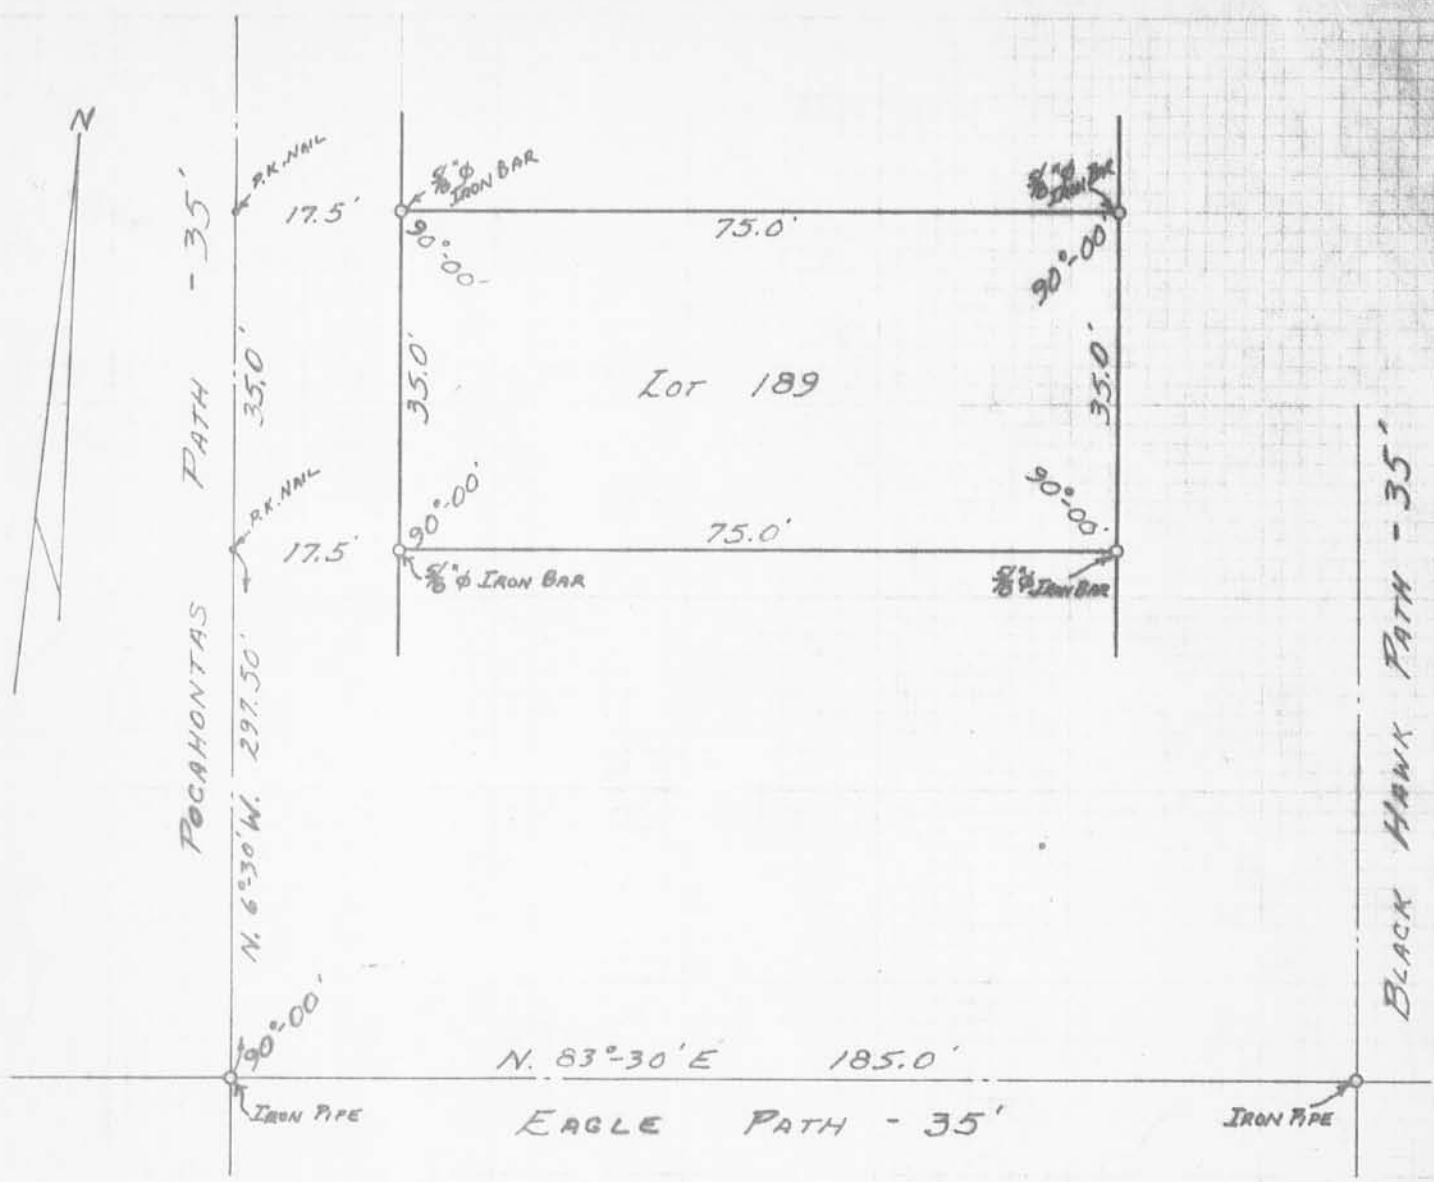 N
P.K. NAIL
17.5'
5/8"ø
IRON BAR
75.0'
5/8"ø
IRON BAR
90°-00'
90°-00'
POCAHONTAS PATH - 35'
35.0'
35.0'
LOT 189
35.0'
P.K. NAIL
17.5'
90°-00'
75.0'
90°-00'
5/8"ø IRON BAR
5/8"ø IRON BAR
N. 6°-30' W. 297.50'
BLACK HAWK PATH - 35'
90°-00'
N. 83°-30' E 185.0'
IRON PIPE
EAGLE PATH - 35'
IRON PIPE